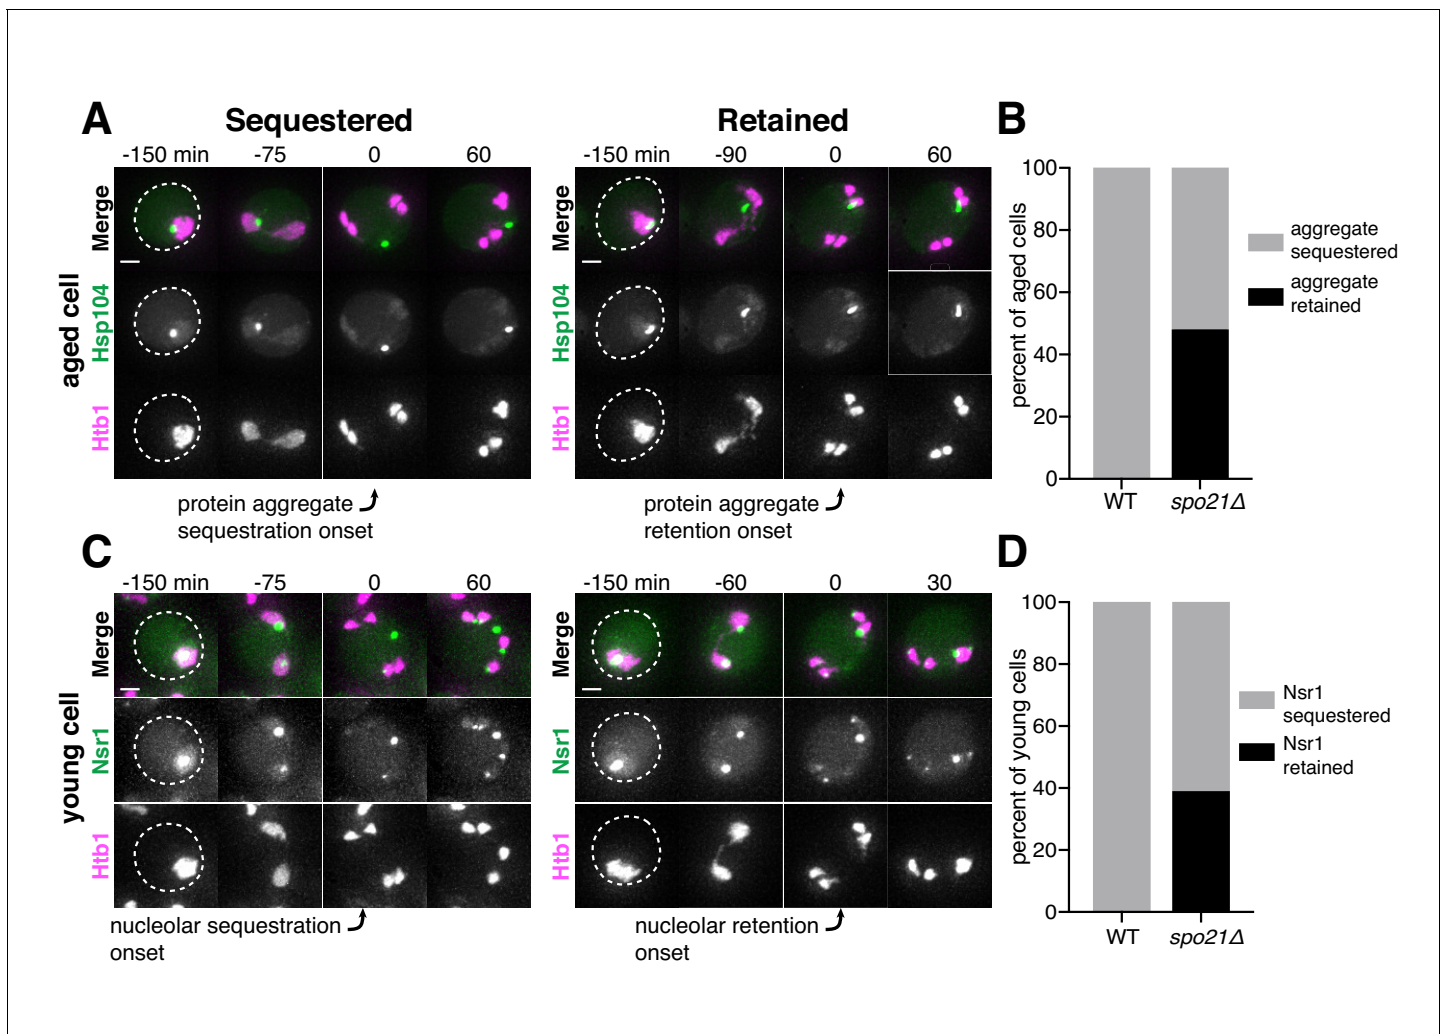 A
Sequestered
-150 min -75 0 60
Retained
-150 min -90 0 60
aged cell
Merge
Hsp104
Htb1
Merge
Hsp104
Htb1
protein aggregate
sequestration onset
protein aggregate
retention onset
B
percent of aged cells
100
80
60
40
20
0
WT spo21Δ
aggregate
sequestered
aggregate
retained
C
-150 min -75 0 60
-150 min -60 0 30
young cell
Merge
Nsr1
Htb1
Merge
Nsr1
Htb1
nucleolar sequestration
onset
nucleolar retention
onset
D
percent of young cells
100
80
60
40
20
0
WT spo21Δ
Nsr1
sequestered
Nsr1
retained